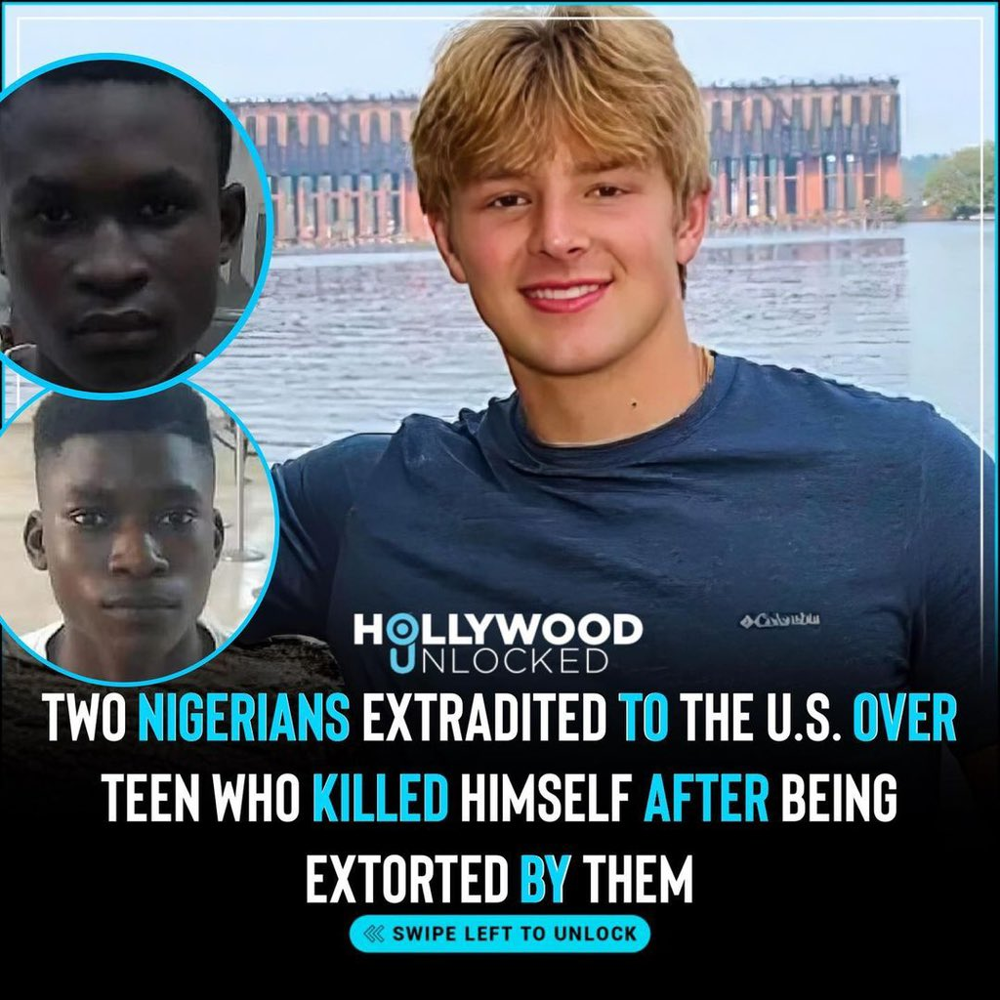 Columbia
HOLLYWOOD
UNLOCKED
TWO NIGERIANS EXTRADITED TO THE U.S. OVER
TEEN WHO KILLED HIMSELF AFTER BEING
EXTORTED BY THEM
SWIPE LEFT TO UNLOCK